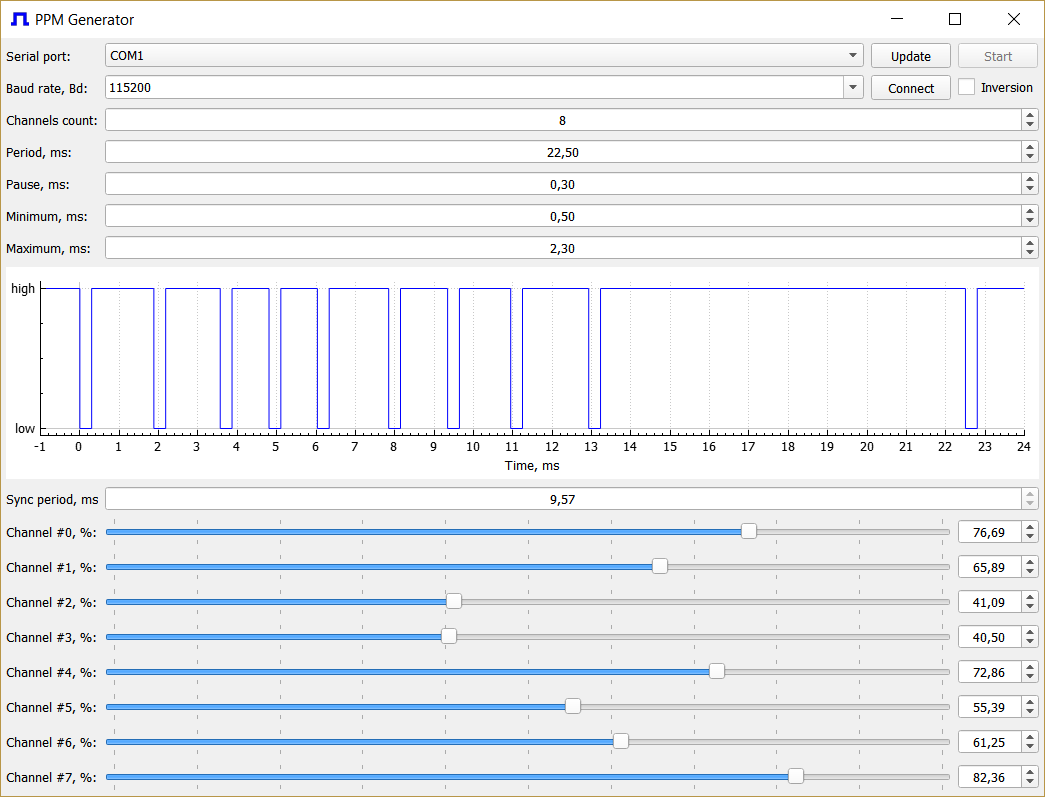 PPM Generator
Serial port: COM1 Update Start
Baud rate, Bd: 115200 Connect Inversion
Channels count: 8
Period, ms: 22,50
Pause, ms: 0,30
Minimum, ms: 0,50
Maximum, ms: 2,30
high
low
-1 0 1 2 3 4 5 6 7 8 9 10 11 12 13 14 15 16 17 18 19 20 21 22 23 24
Time, ms
Sync period, ms 9,57
Channel #0, %: 76,69
Channel #1, %: 65,89
Channel #2, %: 41,09
Channel #3, %: 40,50
Channel #4, %: 72,86
Channel #5, %: 55,39
Channel #6, %: 61,25
Channel #7, %: 82,36